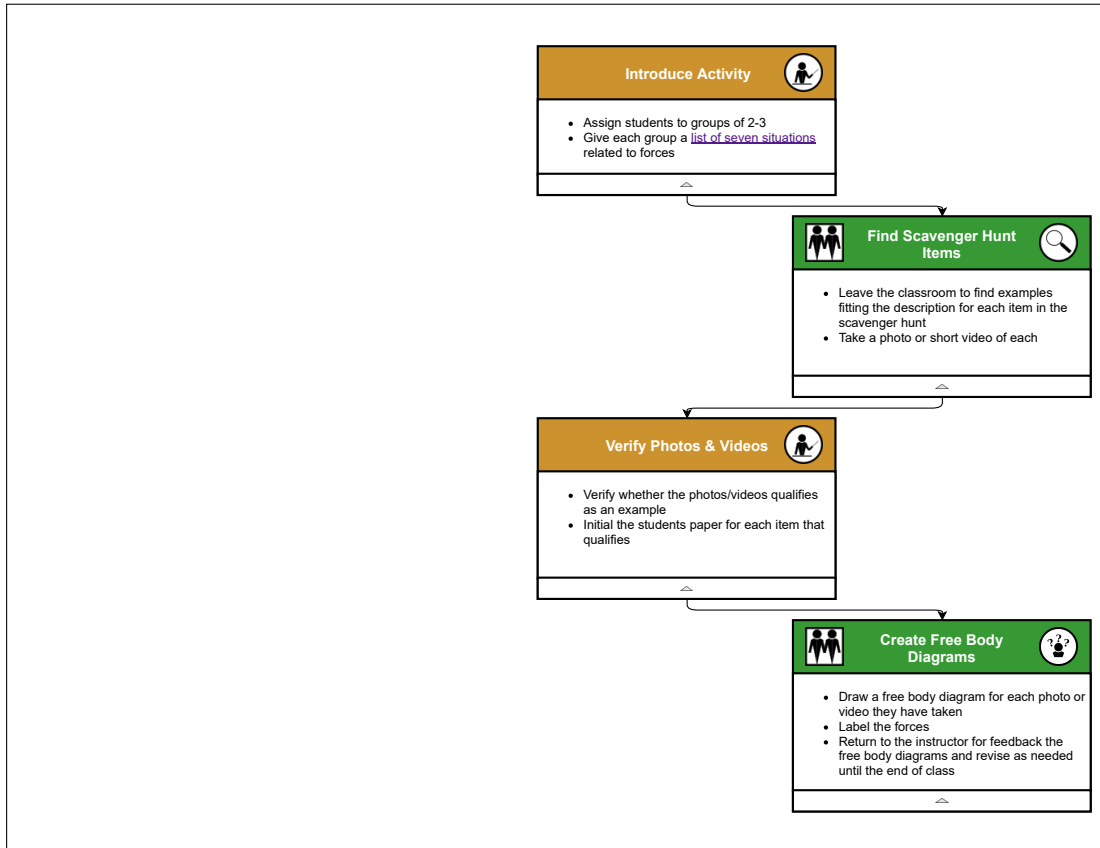 Introduce Activity
• Assign students to groups of 2-3
• Give each group a list of seven situations
related to forces
Find Scavenger Hunt
Items
• Leave the classroom to find examples
fitting the description for each item in the
scavenger hunt
• Take a photo or short video of each
Verify Photos & Videos
• Verify whether the photos/videos qualifies
as an example
• Initial the students paper for each item that
qualifies
Create Free Body
Diagrams
???
• Draw a free body diagram for each photo or
video they have taken
• Label the forces
• Return to the instructor for feedback the
free body diagrams and revise as needed
until the end of class